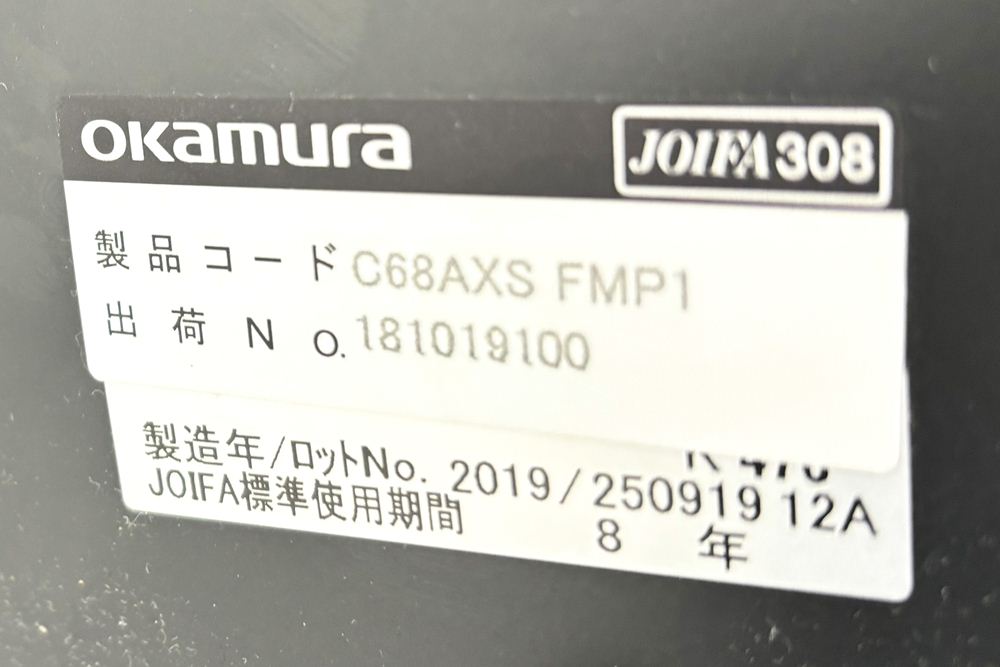 okamura
JOIFA308
製品コード C68AXS FMP1
出荷No. 181019100
製造年/ロットNo. 2019/250919 12A
JOIFA標準使用期間 8 年